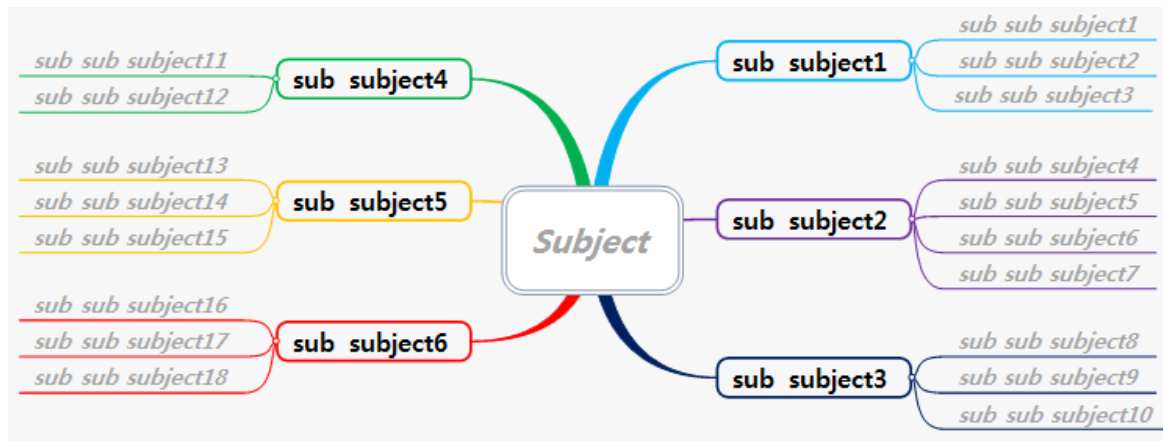 Subject
sub subject1
sub sub subject1
sub sub subject2
sub sub subject3
sub subject2
sub sub subject4
sub sub subject5
sub sub subject6
sub sub subject7
sub subject3
sub sub subject8
sub sub subject9
sub sub subject10
sub subject4
sub sub subject11
sub sub subject12
sub subject5
sub sub subject13
sub sub subject14
sub sub subject15
sub subject6
sub sub subject16
sub sub subject17
sub sub subject18